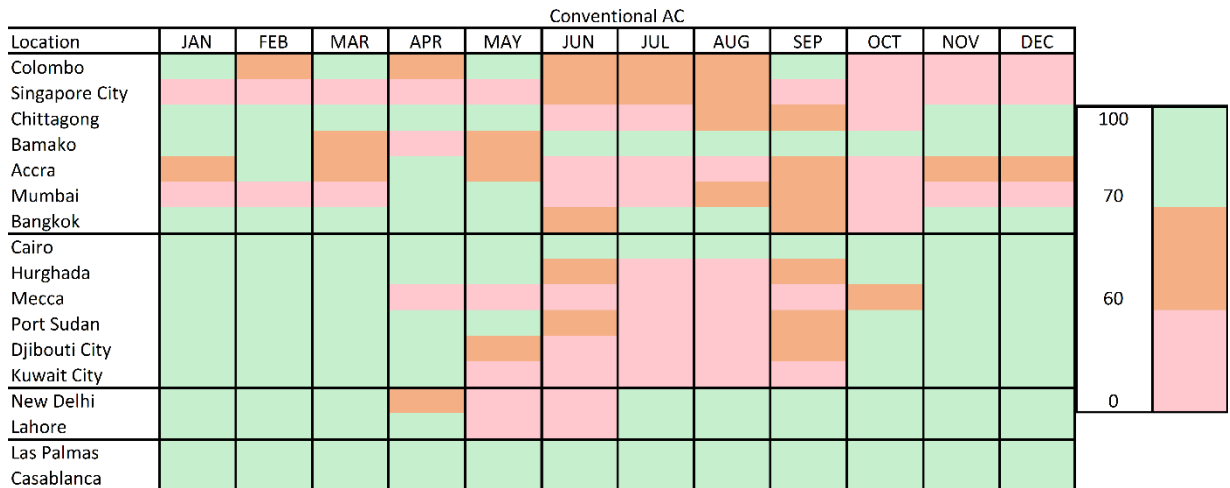 Conventional AC
Location JAN FEB MAR APR MAY JUN JUL AUG SEP OCT NOV DEC
Colombo
Singapore City
Chittagong
Bamako
Accra
Mumbai
Bangkok
Cairo
Hurghada
Mecca
Port Sudan
Djibouti City
Kuwait City
New Delhi
Lahore
Las Palmas
Casablanca
100
70
60
0